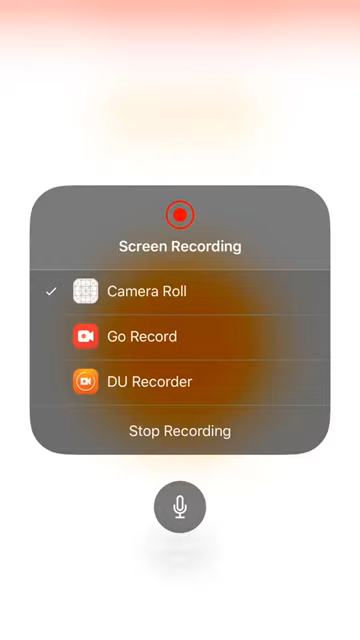 Screen Recording
Camera Roll
Go Record
DU Recorder
Stop Recording